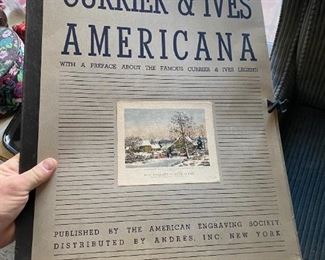 CURRIER & IVES
AMERICANA
WITH A PREFACE ABOUT THE FAMOUS CURRIER & IVES LEGEND
PUBLISHED BY THE AMERICAN ENGRAVING SOCIETY.
DISTRIBUTED BY ANDRES, INC. NEW YORK